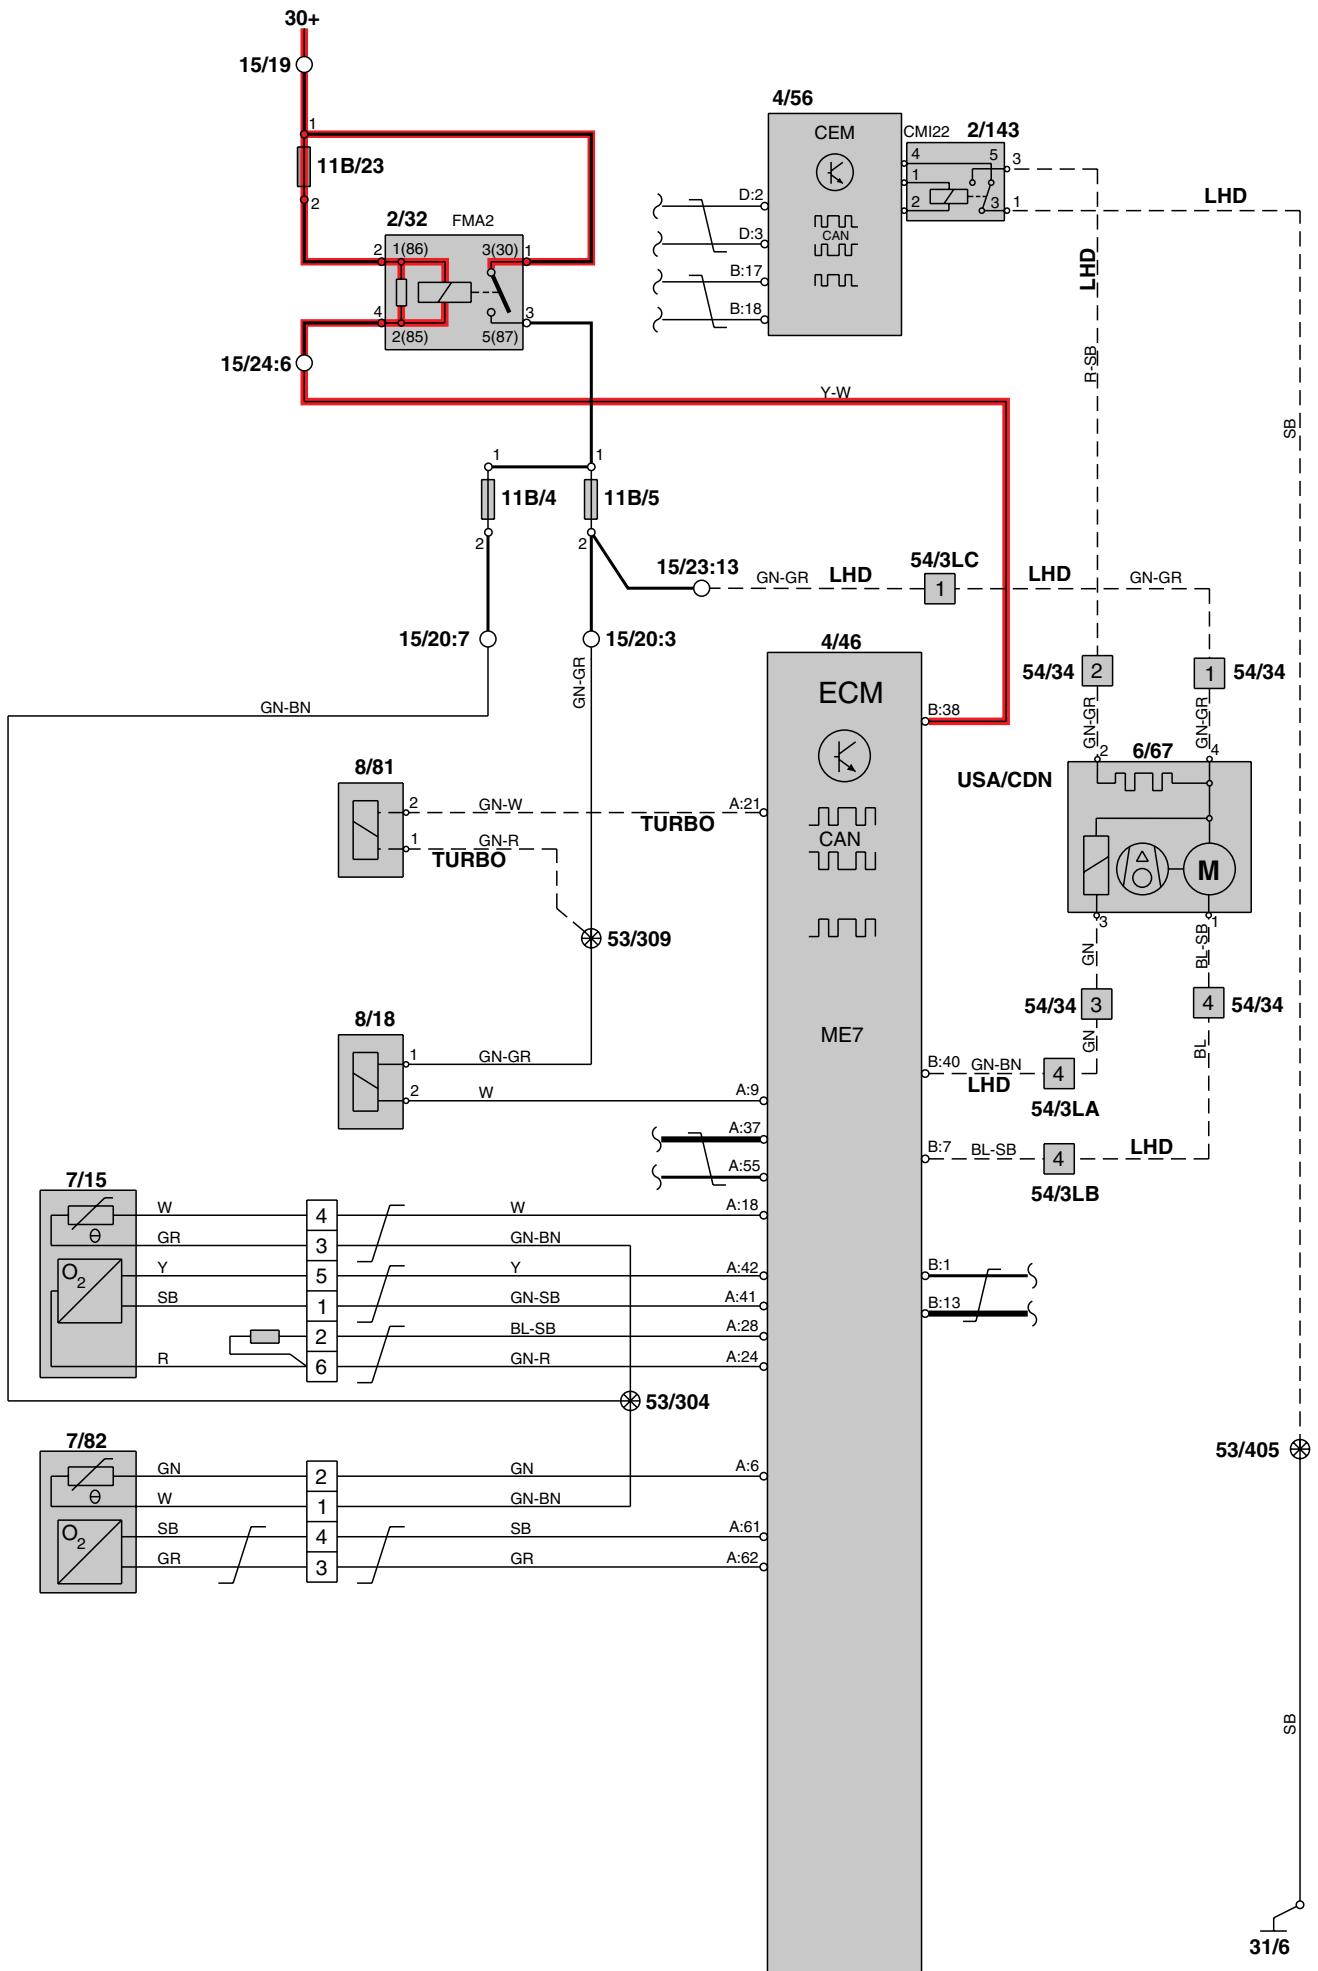 30+
15/19
1
11B/23
2
2/32 FMA2
2 1(86) 3(30) 1
4 2(85) 5(87) 3
15/24:6
Y-W
4/56
CEM
CAN
D:2
D:3
B:17
B:18
CMI22 2/143
4 5 3
1
2 3 1
LHD
LHD
R-SB
SB
1 1
11B/4 11B/5
2 2
15/23:13 GN-GR LHD 54/3LC LHD GN-GR
1
15/20:7 15/20:3
GN-GR
GN-BN
4/46
ECM
CAN
ME7
B:38
54/34 2 1 54/34
GN-GR GN-GR
2 6/67 4
USA/CDN
M
3 1
GN BL-SB
54/34 3 4 54/34
GN BL
8/81
2 GN-W A:21
TURBO
1 GN-R
TURBO
53/309
8/18
1 GN-GR
2 W A:9
B:40 GN-BN 4
LHD
54/3LA
A:37
A:55
B:7 BL-SB 4 LHD
54/3LB
7/15
W 4 W A:18
GR 3 GN-BN
Θ
O2
Y 5 Y A:42
SB 1 GN-SB A:41
2 BL-SB A:28
R 6 GN-R A:24
B:1
B:13
53/304
7/82
GN 2 GN A:6
W 1 GN-BN
Θ
O2
SB 4 SB A:61
GR 3 GR A:62
53/405
SB
31/6